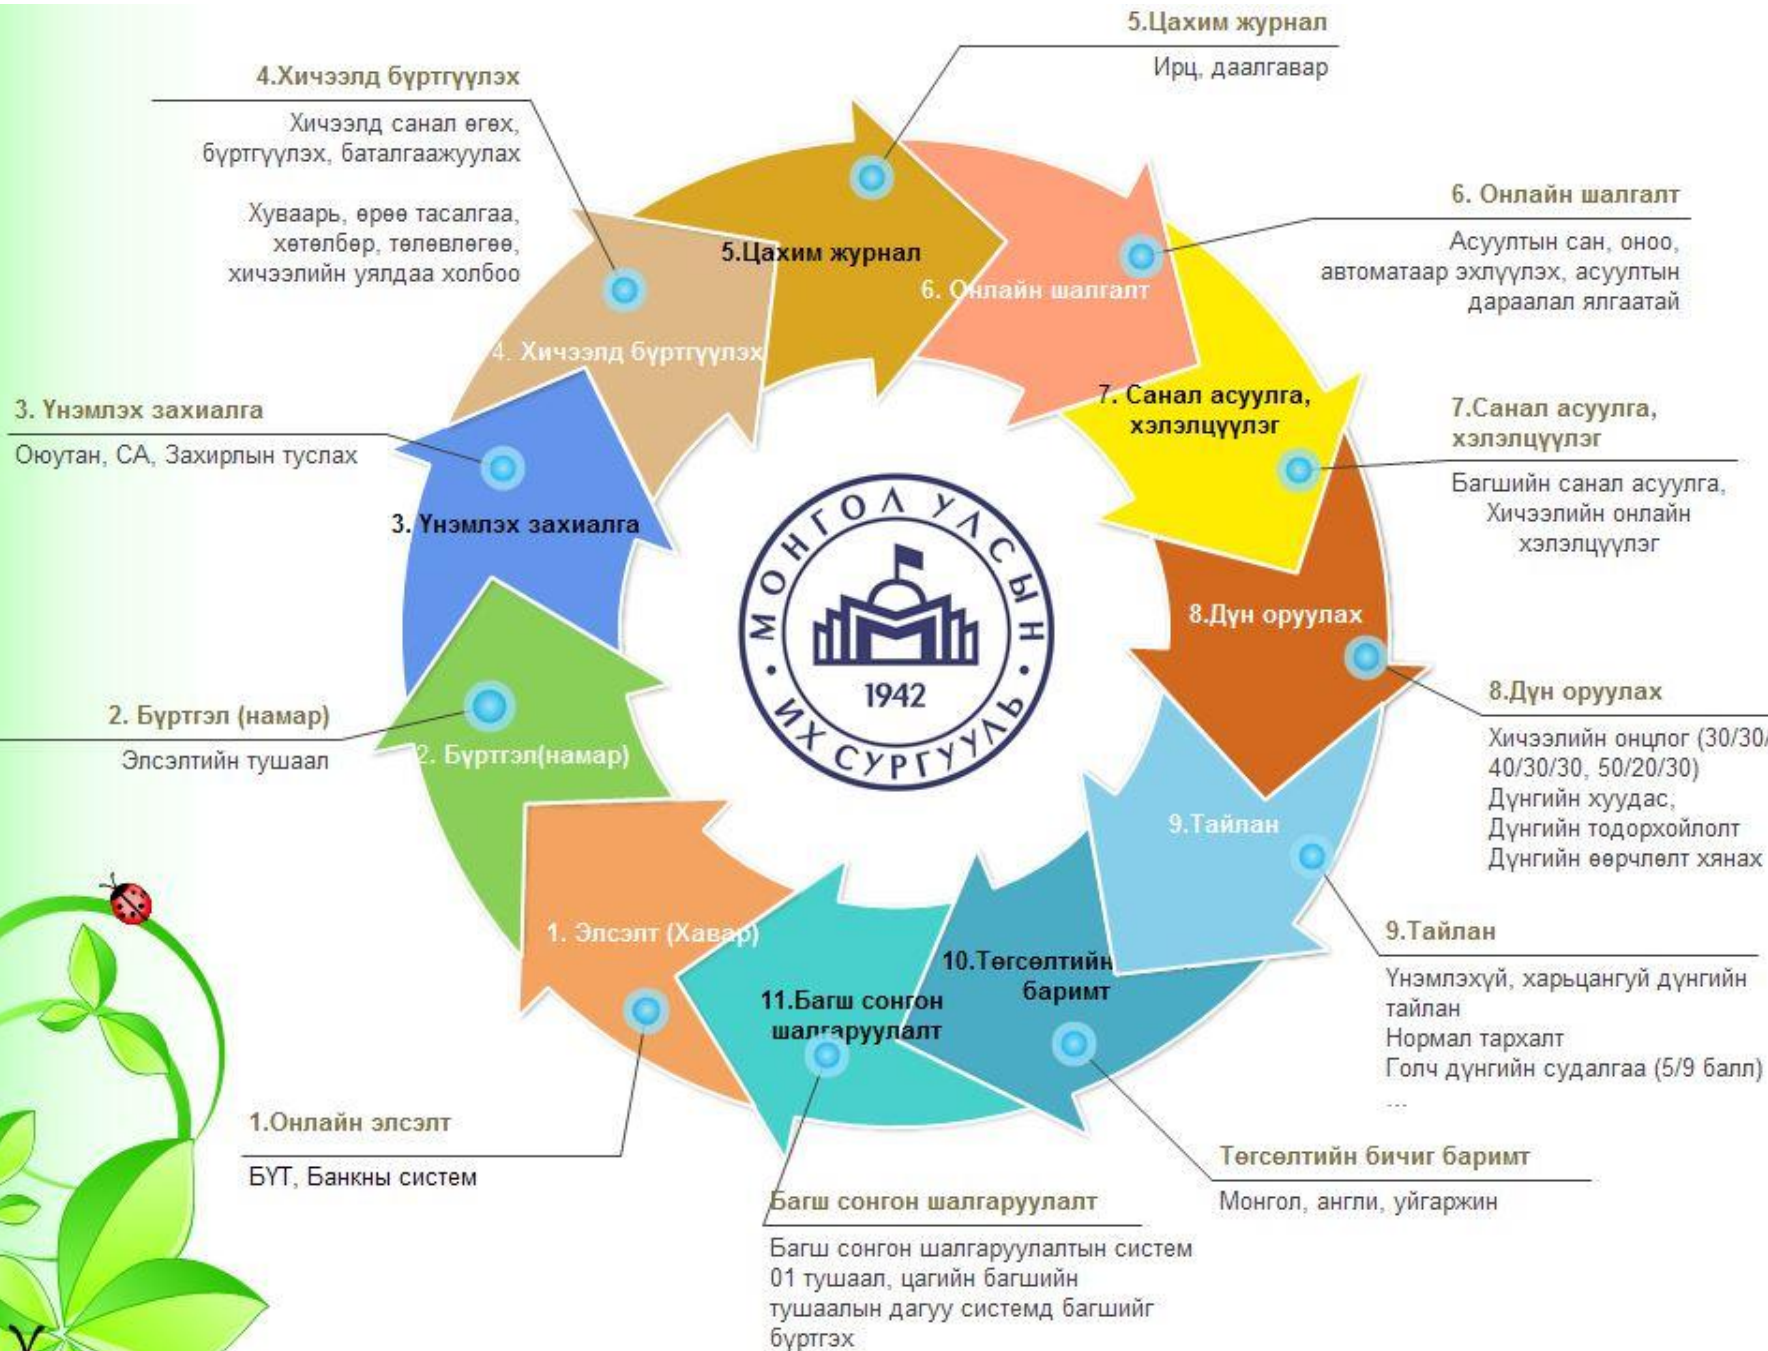 5.Цахим журнал
Ирц, даалгавар
4.Хичээлд бүртгүүлэх
Хичээлд санал өгөх,
бүртгүүлэх, баталгаажуулах
Хуваарь, өрөө тасалгаа,
хөтөлбөр, төлөвлөгөө,
хичээлийн уялдаа холбоо
6. Онлайн шалгалт
Асуултын сан, оноо,
автоматаар эхлүүлэх, асуултын
дараалал ялгаатай
3. Үнэмлэх захиалга
Оюутан, СА, Захирлын туслах
7.Санал асуулга,
хэлэлцүүлэг
Багшийн санал асуулга,
Хичээлийн онлайн
хэлэлцүүлэг
2. Бүртгэл (намар)
Элсэлтийн тушаал
8.Дүн оруулах
Хичээлийн онцлог (30/30/
40/30/30, 50/20/30)
Дүнгийн хуудас,
Дүнгийн тодорхойлолт
Дүнгийн өөрчлөлт хянах
9.Тайлан
Үнэмлэхүй, харьцангуй дүнгийн
тайлан
Нормал тархалт
Голч дүнгийн судалгаа (5/9 балл)
...
1.Онлайн элсэлт
БҮТ, Банкны систем
Төгсөлтийн бичиг баримт
Монгол, англи, уйгаржин
Багш сонгон шалгаруулалт
Багш сонгон шалгаруулалтын систем
01 тушаал, цагийн багшийн
тушаалын дагуу системд багшийг
бүртгэх
5.Цахим журнал
6. Онлайн шалгалт
4. Хичээлд бүртгүүлэх
7. Санал асуулга,
хэлэлцүүлэг
3. Үнэмлэх захиалга
8.Дүн оруулах
2. Бүртгэл(намар)
9.Тайлан
1. Элсэлт (Хавар)
10.Төгсөлтийн
баримт
11.Багш сонгон
шалгаруулалт
МОНГОЛ УЛСЫН
ИХ СУРГУУЛЬ
1942